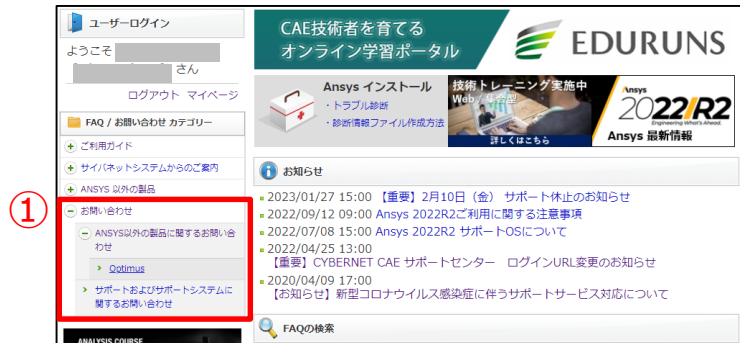 ユーザーログイン
ようこそ
さん
ログアウト マイページ
FAQ / お問い合わせ カテゴリー
ご利用ガイド
サイバネットシステムからのご案内
ANSYS 以外の製品
①
お問い合わせ
ANSYS以外の製品に関するお問い合
わせ
Optimus
サポートおよびサポートシステムに
関するお問い合わせ
ANALYSIS COURSE
CAE技術者を育てる
オンライン学習ポータル
EDURUNS
Ansys インストール
・トラブル診断
・診断情報ファイル作成方法
技術トレーニング実施中
Web／集合型
詳しくはこちら
Ansys
2022 R2
Engineering What's Ahead.
Ansys 最新情報
お知らせ
2023/01/27 15:00 【重要】2月10日（金） サポート休止のお知らせ
2022/09/12 09:00 Ansys 2022R2ご利用に関する注意事項
2022/07/08 15:00 Ansys 2022R2 サポートOSについて
2022/04/25 13:00
【重要】CYBERNET CAE サポートセンター ログインURL変更のお知らせ
2020/04/09 17:00
【お知らせ】新型コロナウイルス感染症に伴うサポートサービス対応について
FAQの検索